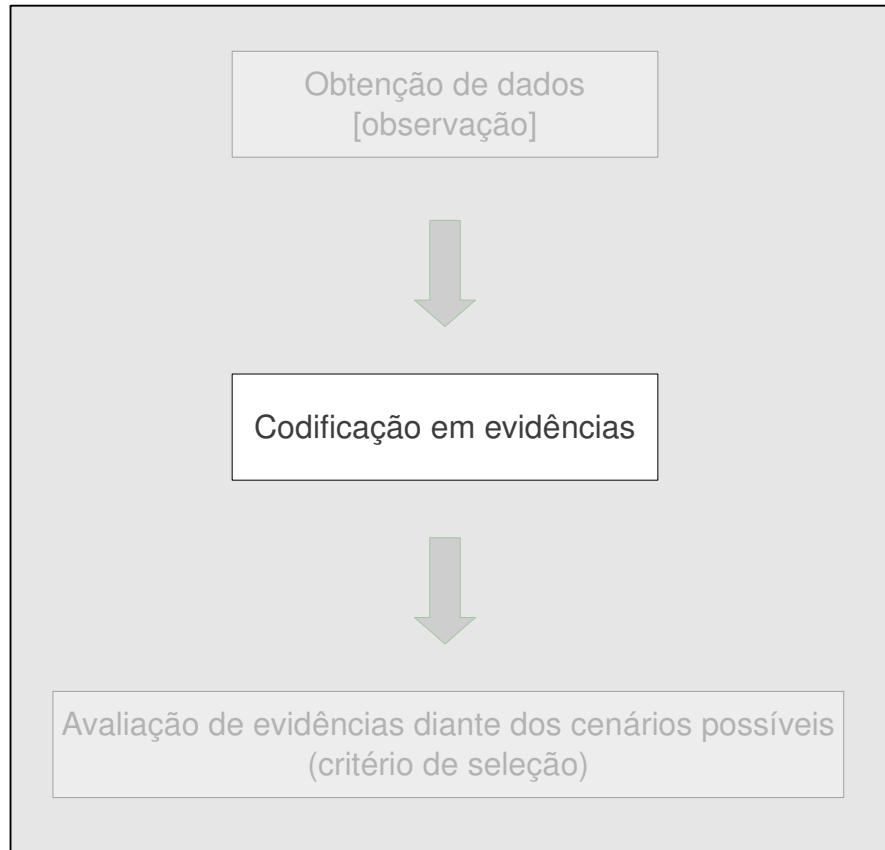 Obtenção de dados
[observação]
Codificação em evidências
Avaliação de evidências diante dos cenários possíveis
(critério de seleção)